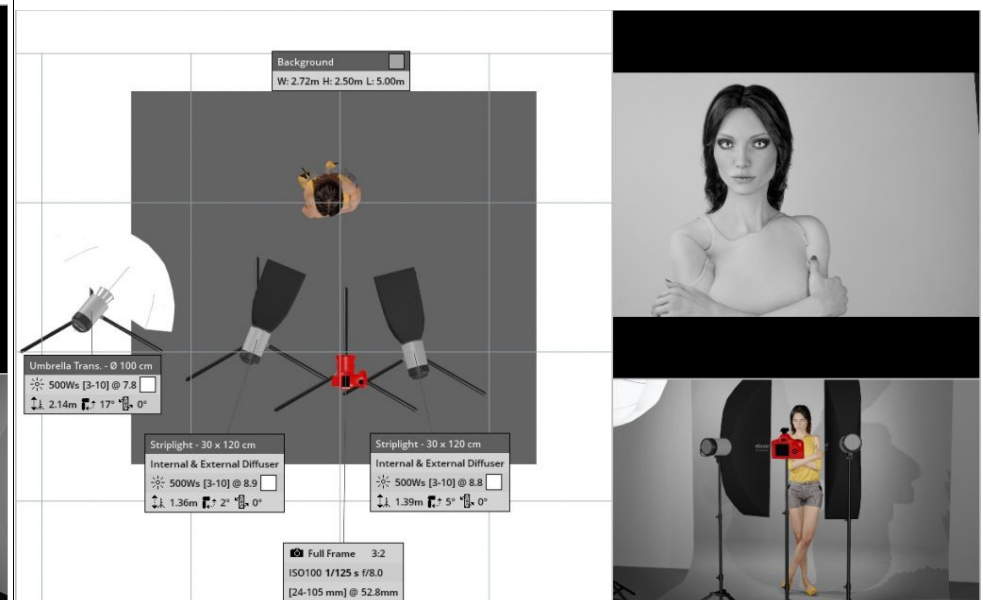 Background
W: 2.72m H: 2.50m L: 5.00m
Umbrella Trans. - Ø 100 cm
500Ws [3-10] @ 7.8
2.14m 17° 0°
Striplight - 30 x 120 cm
Internal & External Diffuser
500Ws [3-10] @ 8.9
1.36m 2° 0°
Striplight - 30 x 120 cm
Internal & External Diffuser
500Ws [3-10] @ 8.8
1.39m 5° 0°
Full Frame 3:2
ISO100 1/125 s f/8.0
[24-105 mm] @ 52.8mm